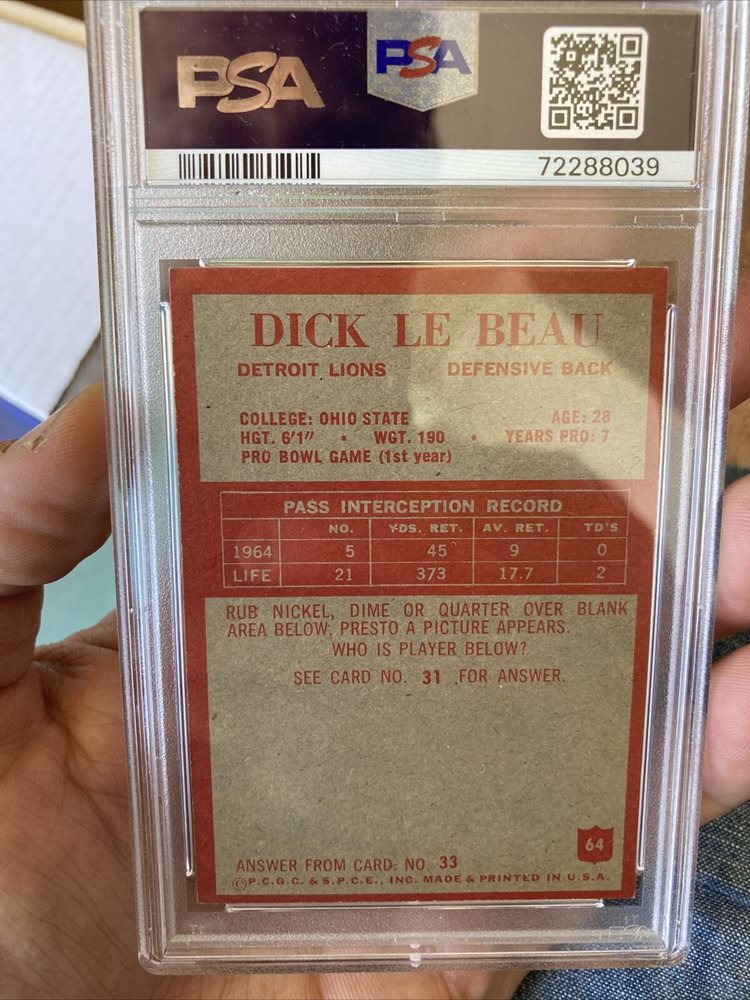 PSA PSA
72288039
DICK LE BEAU
DETROIT LIONS DEFENSIVE BACK
COLLEGE: OHIO STATE AGE: 28
HGT. 6'1" • WGT. 190 • YEARS PRO: 7
PRO BOWL GAME (1st year)
PASS INTERCEPTION RECORD
NO. YDS. RET. AV. RET. TD'S
1964 5 45 9 0
LIFE 21 373 17.7 2
RUB NICKEL, DIME OR QUARTER OVER BLANK
AREA BELOW. PRESTO A PICTURE APPEARS.
WHO IS PLAYER BELOW?
SEE CARD NO. 31 FOR ANSWER.
64
ANSWER FROM CARD. NO. 33
©P.C.G.C. & S.P.C.E., INC. MADE & PRINTED IN U.S.A.